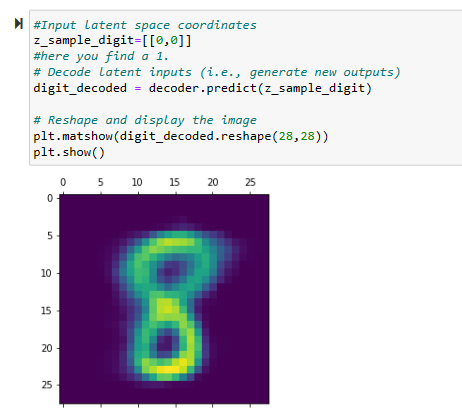 #Input latent space coordinates
z_sample_digit=[[0,0]]
#here you find a 1.
# Decode latent inputs (i.e., generate new outputs)
digit_decoded = decoder.predict(z_sample_digit)
# Reshape and display the image
plt.matshow(digit_decoded.reshape(28,28))
plt.show()
0 5 10 15 20 25
0
5
10
15
20
25